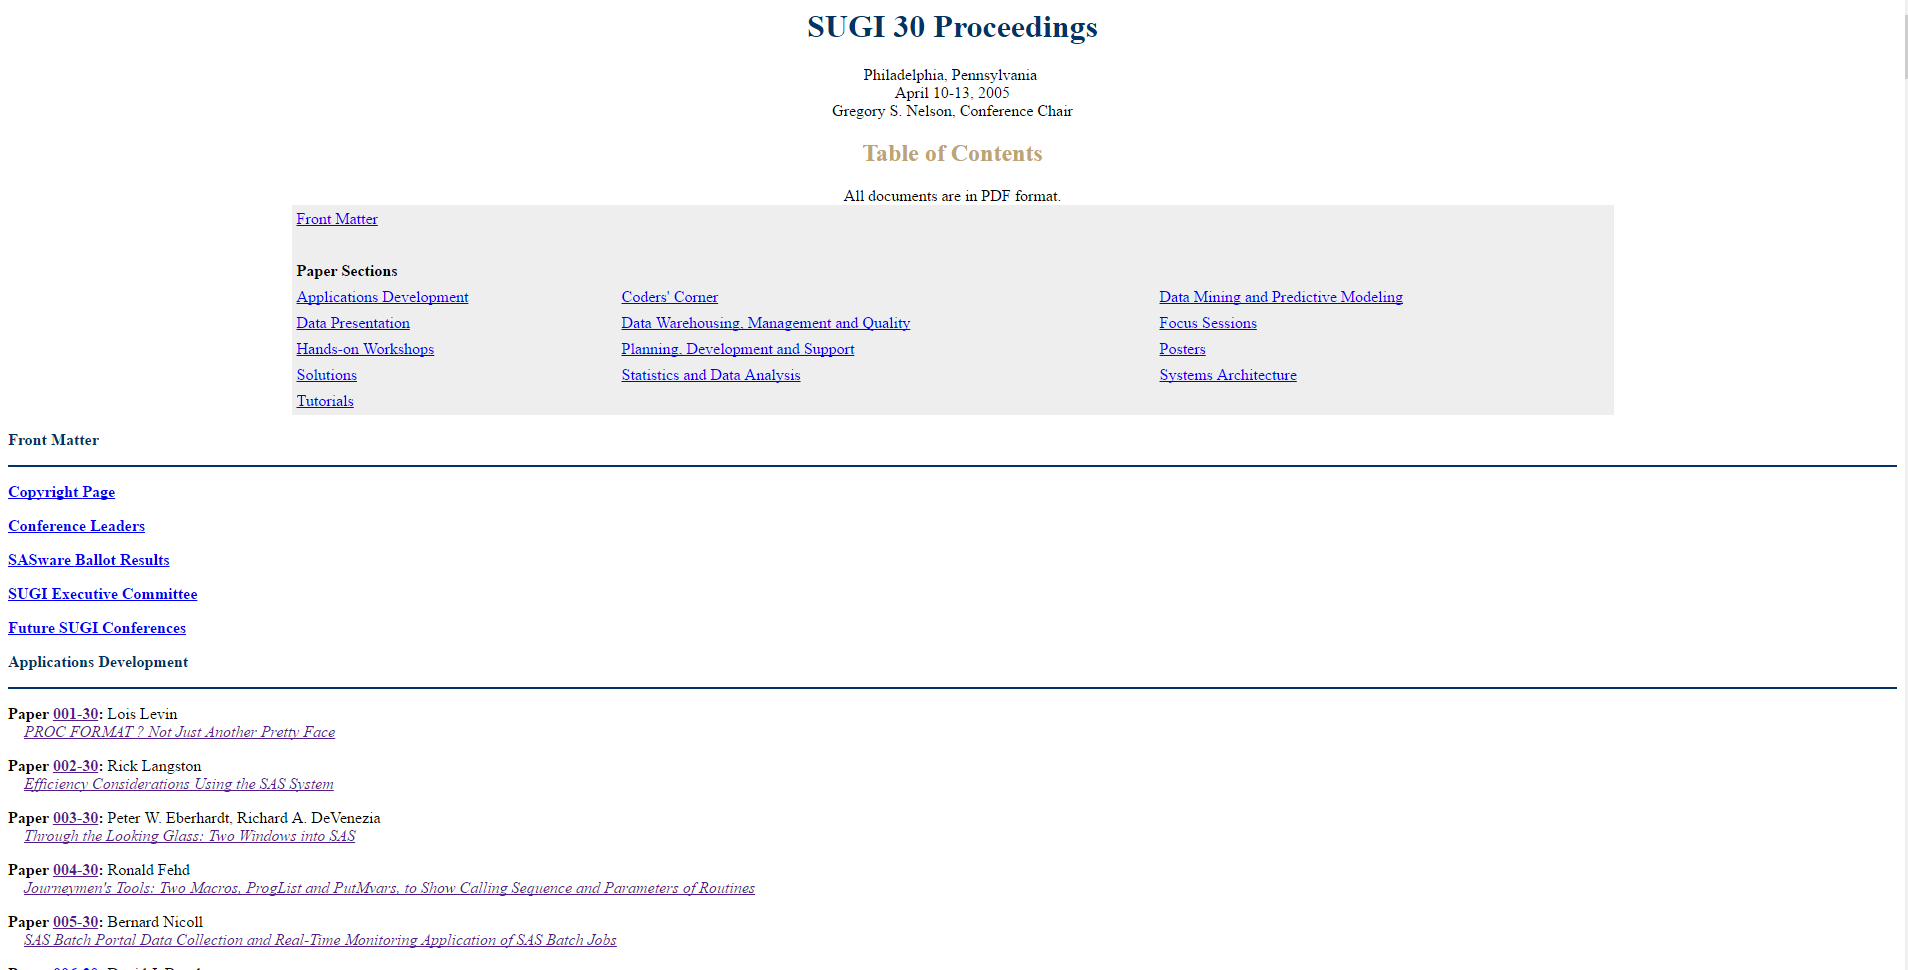 SUGI 30 Proceedings
Philadelphia, Pennsylvania
April 10-13, 2005
Gregory S. Nelson, Conference Chair
Table of Contents
All documents are in PDF format.
Front Matter
Paper Sections
Applications Development Coders' Corner Data Mining and Predictive Modeling
Data Presentation Data Warehousing, Management and Quality Focus Sessions
Hands-on Workshops Planning, Development and Support Posters
Solutions Statistics and Data Analysis Systems Architecture
Tutorials
Front Matter
Copyright Page
Conference Leaders
SASware Ballot Results
SUGI Executive Committee
Future SUGI Conferences
Applications Development
Paper 001-30: Lois Levin
PROC FORMAT ? Not Just Another Pretty Face
Paper 002-30: Rick Langston
Efficiency Considerations Using the SAS System
Paper 003-30: Peter W. Eberhardt, Richard A. DeVenezia
Through the Looking Glass: Two Windows into SAS
Paper 004-30: Ronald Fehd
Journeymen's Tools: Two Macros, ProgList and PutMvars, to Show Calling Sequence and Parameters of Routines
Paper 005-30: Bernard Nicoll
SAS Batch Portal Data Collection and Real-Time Monitoring Application of SAS Batch Jobs